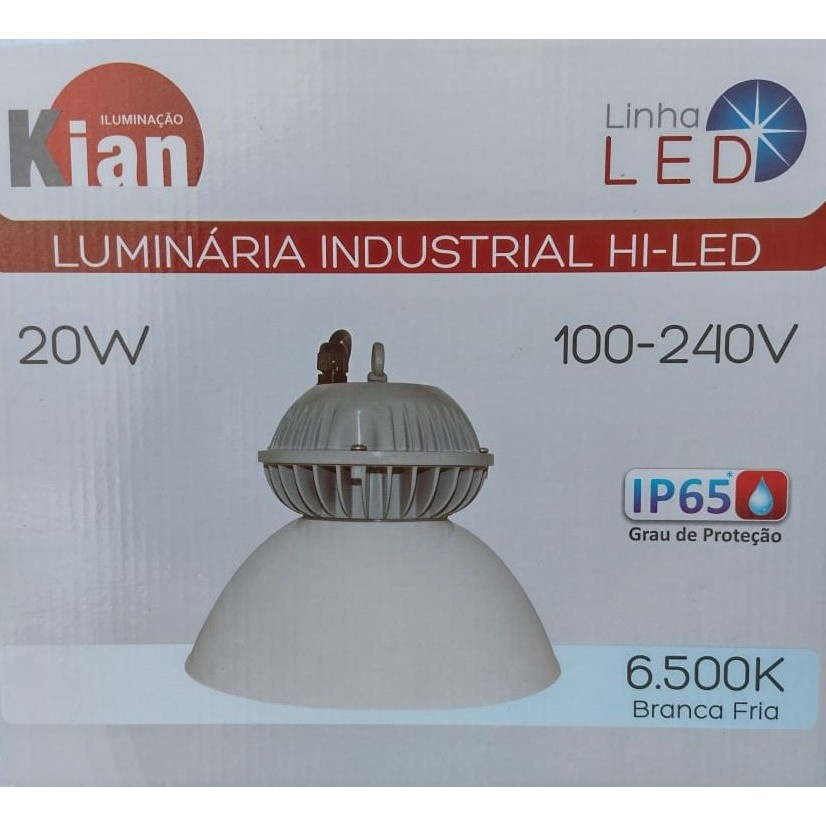 ILUMINAÇÃO
Kian
Linha
LED
LUMINÁRIA INDUSTRIAL HI-LED
20W
100-240V
IP65*
Grau de Proteção
6.500K
Branca Fria